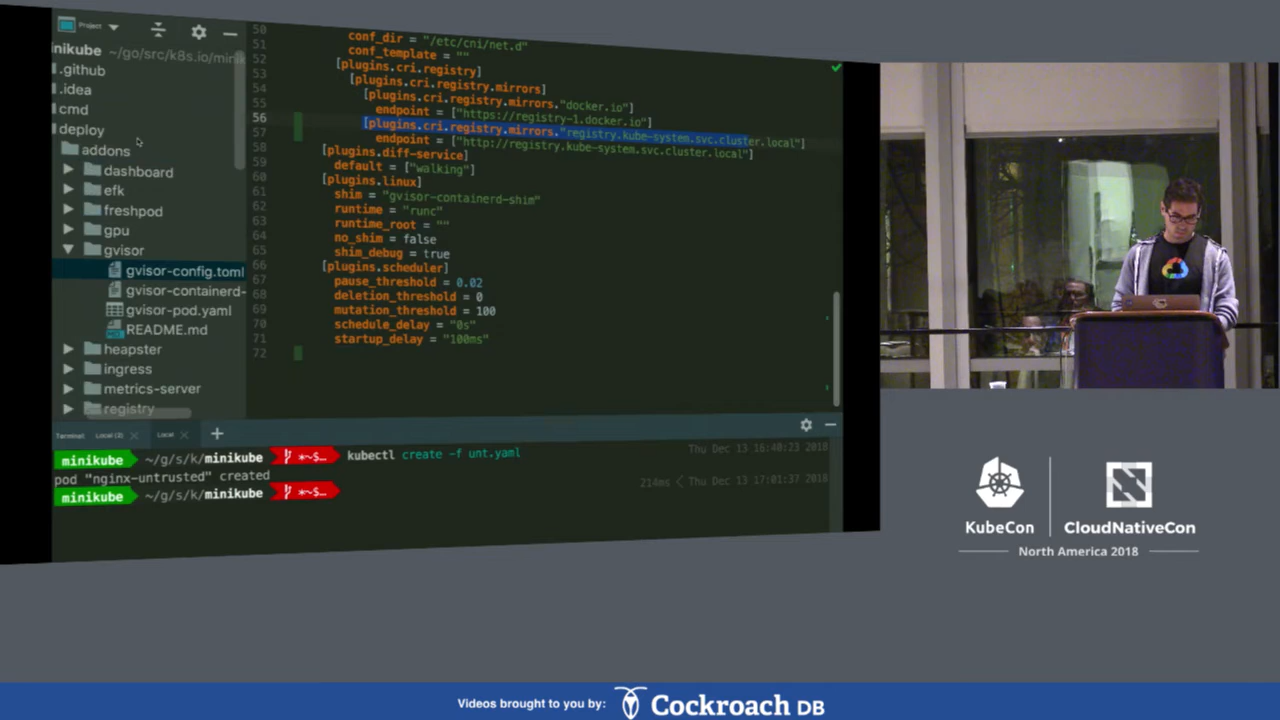 Project
minikube ~/go/src/k8s.io/mini
.github
.idea
cmd
deploy
addons
dashboard
efk
freshpod
gpu
gvisor
gvisor-config.toml
gvisor-containerd-
gvisor-pod.yaml
README.md
heapster
ingress
metrics-server
registry
50
51 conf_dir = "/etc/cni/net.d"
52 conf_template = ""
53 [plugins.cri.registry]
54 [plugins.cri.registry.mirrors]
55 [plugins.cri.registry.mirrors."docker.io"]
56 endpoint = ["https://registry-1.docker.io"]
57 [plugins.cri.registry.mirrors."registry.kube-system.svc.cluster.local"]
58 endpoint = ["http://registry.kube-system.svc.cluster.local"]
59 [plugins.diff-service]
60 default = ["walking"]
61 [plugins.linux]
62 shim = "gvisor-containerd-shim"
63 runtime = "runc"
64 runtime_root = ""
65 no_shim = false
66 shim_debug = true
67 [plugins.scheduler]
68 pause_threshold = 0.02
69 deletion_threshold = 0
70 mutation_threshold = 100
71 schedule_delay = "0s"
72 startup_delay = "100ms"
Terminal: Local (2) × Local × +
minikube ~/g/s/k/minikube *~$… kubectl create -f unt.yaml Thu Dec 13 16:40:23 2018
pod "nginx-untrusted" created
minikube ~/g/s/k/minikube *~$… 214ms < Thu Dec 13 17:01:37 2018
KubeCon CloudNativeCon
North America 2018
Videos brought to you by: Cockroach DB